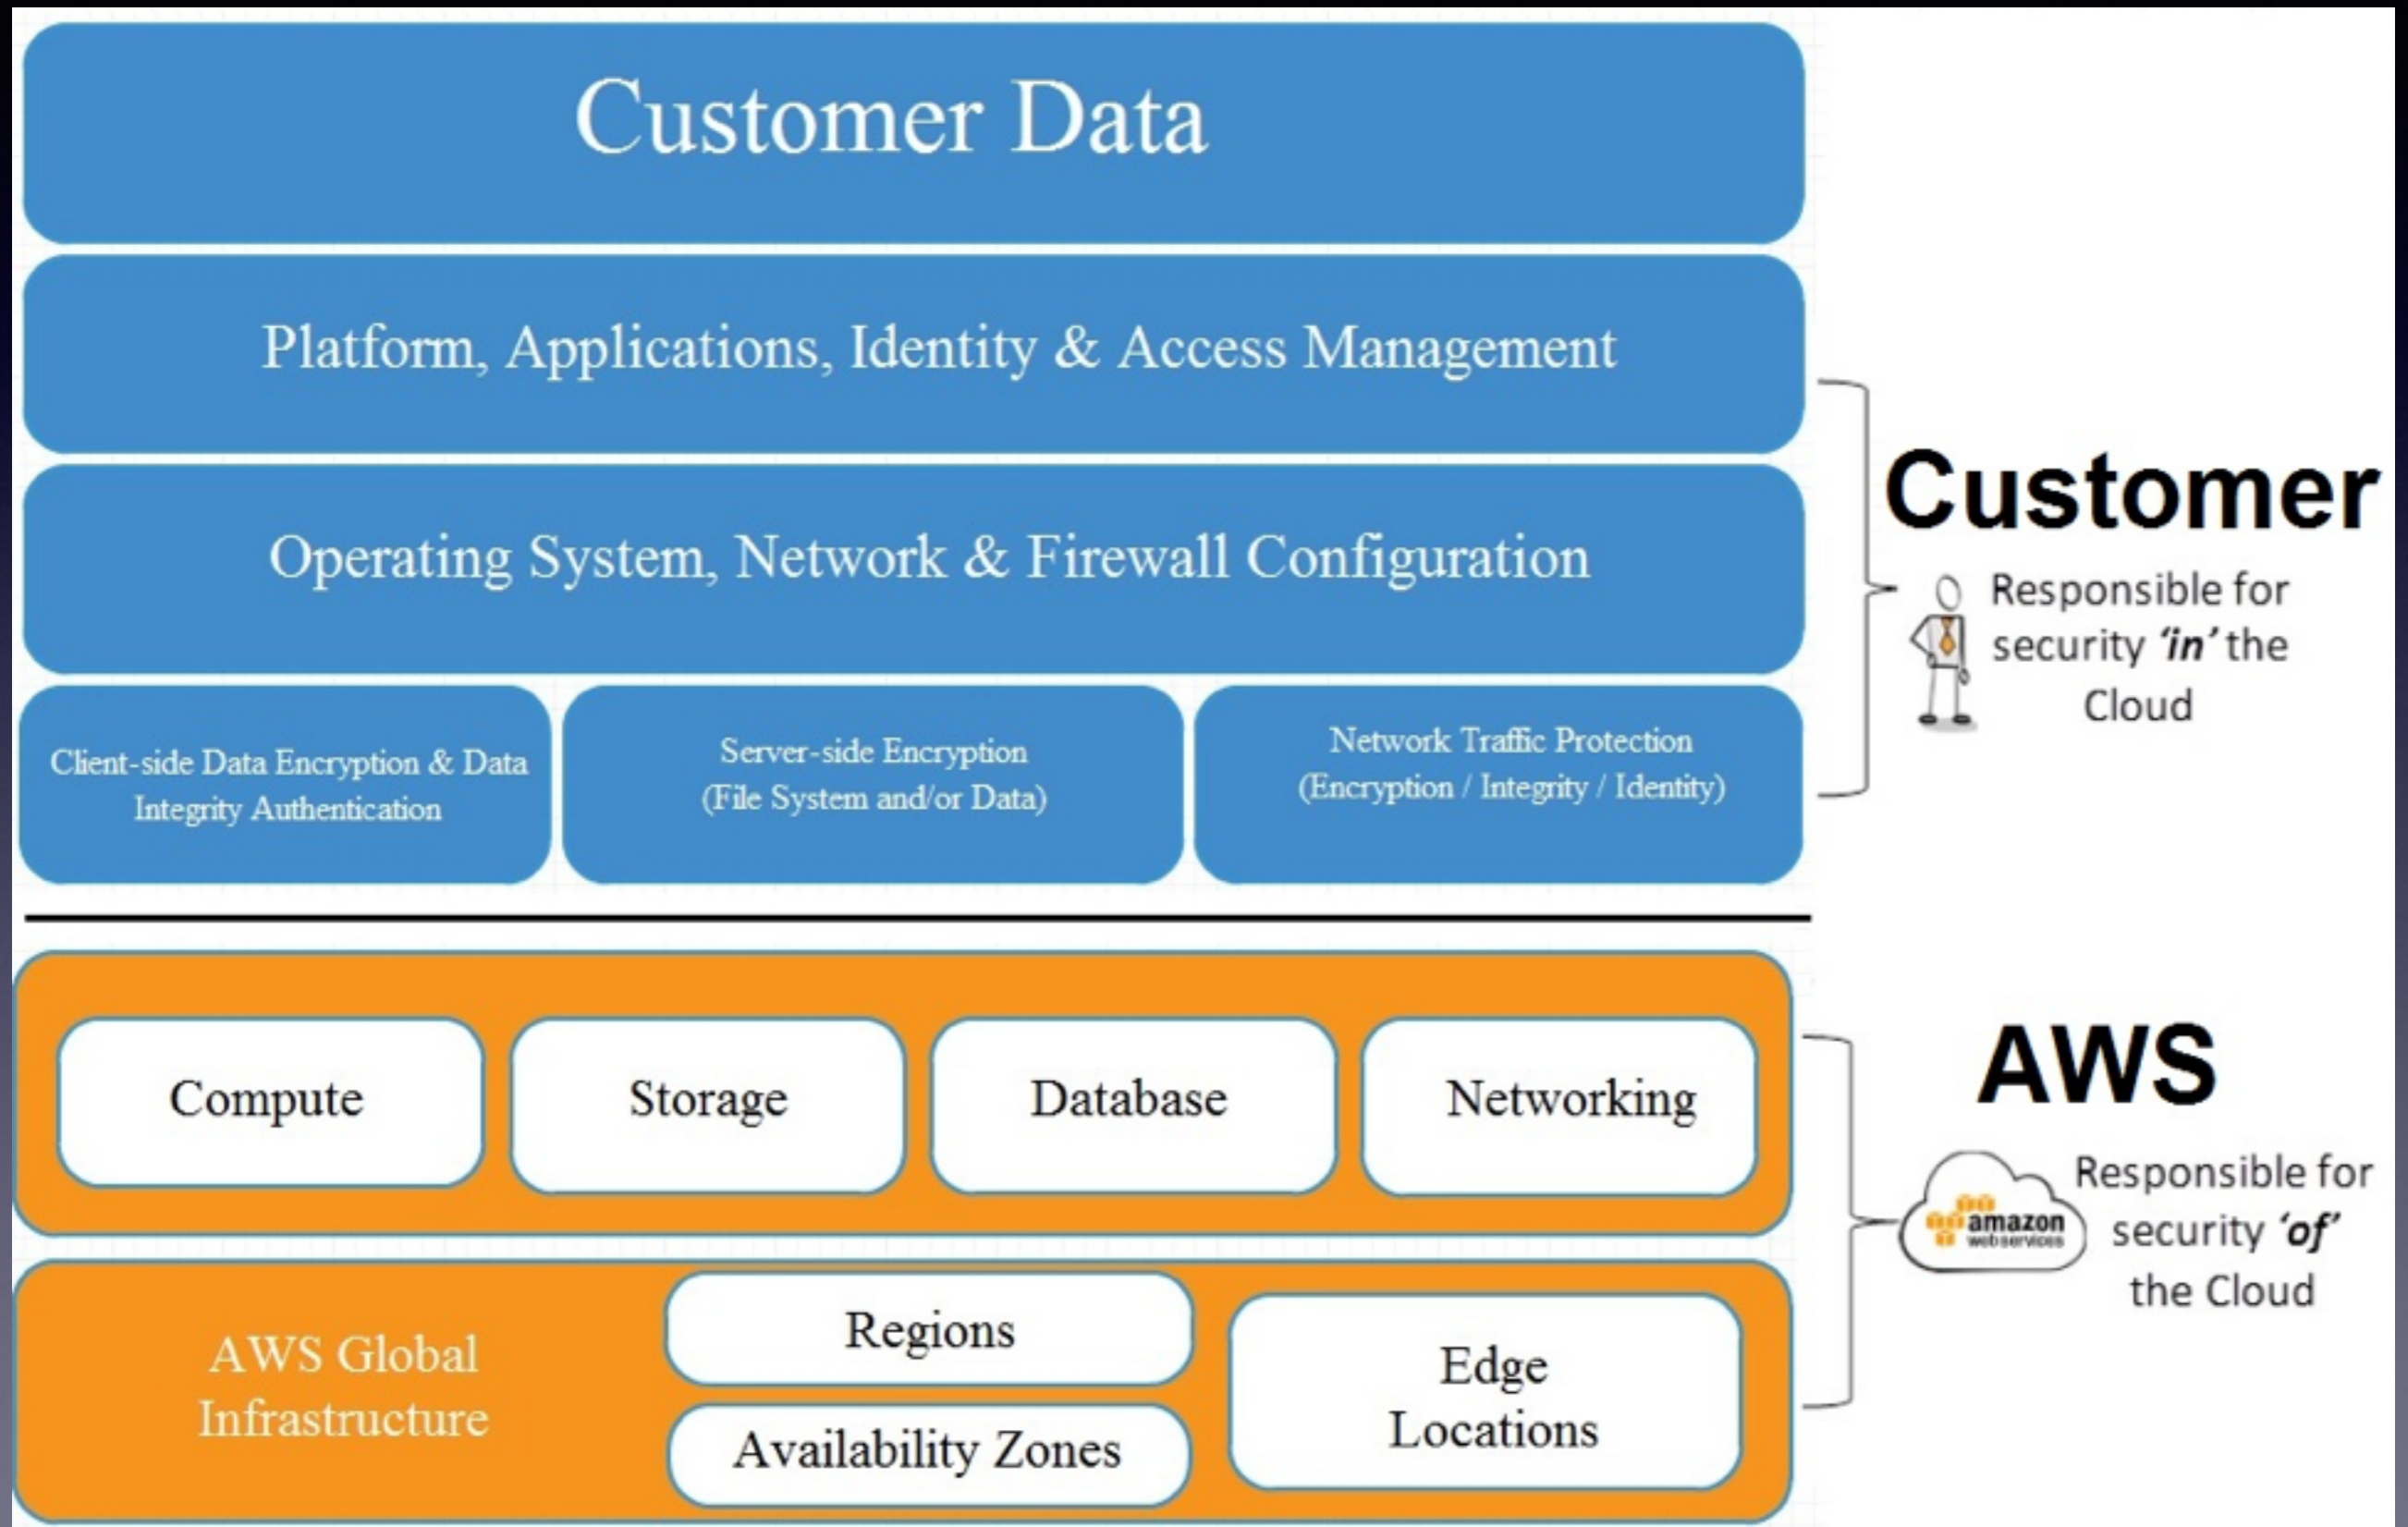 Customer Data
Platform, Applications, Identity & Access Management
Operating System, Network & Firewall Configuration
Client-side Data Encryption & Data
Integrity Authentication
Server-side Encryption
(File System and/or Data)
Network Traffic Protection
(Encryption / Integrity / Identity)
Customer
Responsible for
security ‘in’ the
Cloud
Compute
Storage
Database
Networking
AWS Global
Infrastructure
Regions
Availability Zones
Edge
Locations
AWS
amazon
webservices
Responsible for
security ‘of’
the Cloud